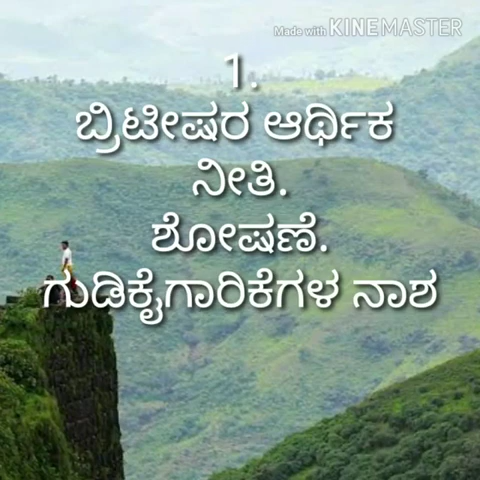 Made with KINEMASTER
1.
ಬ್ರಿಟೀಷರ ಆರ್ಥಿಕ
ನೀತಿ.
ಶೋಷಣೆ.
ಗುಡಿಕೈಗಾರಿಕೆಗಳ ನಾಶ